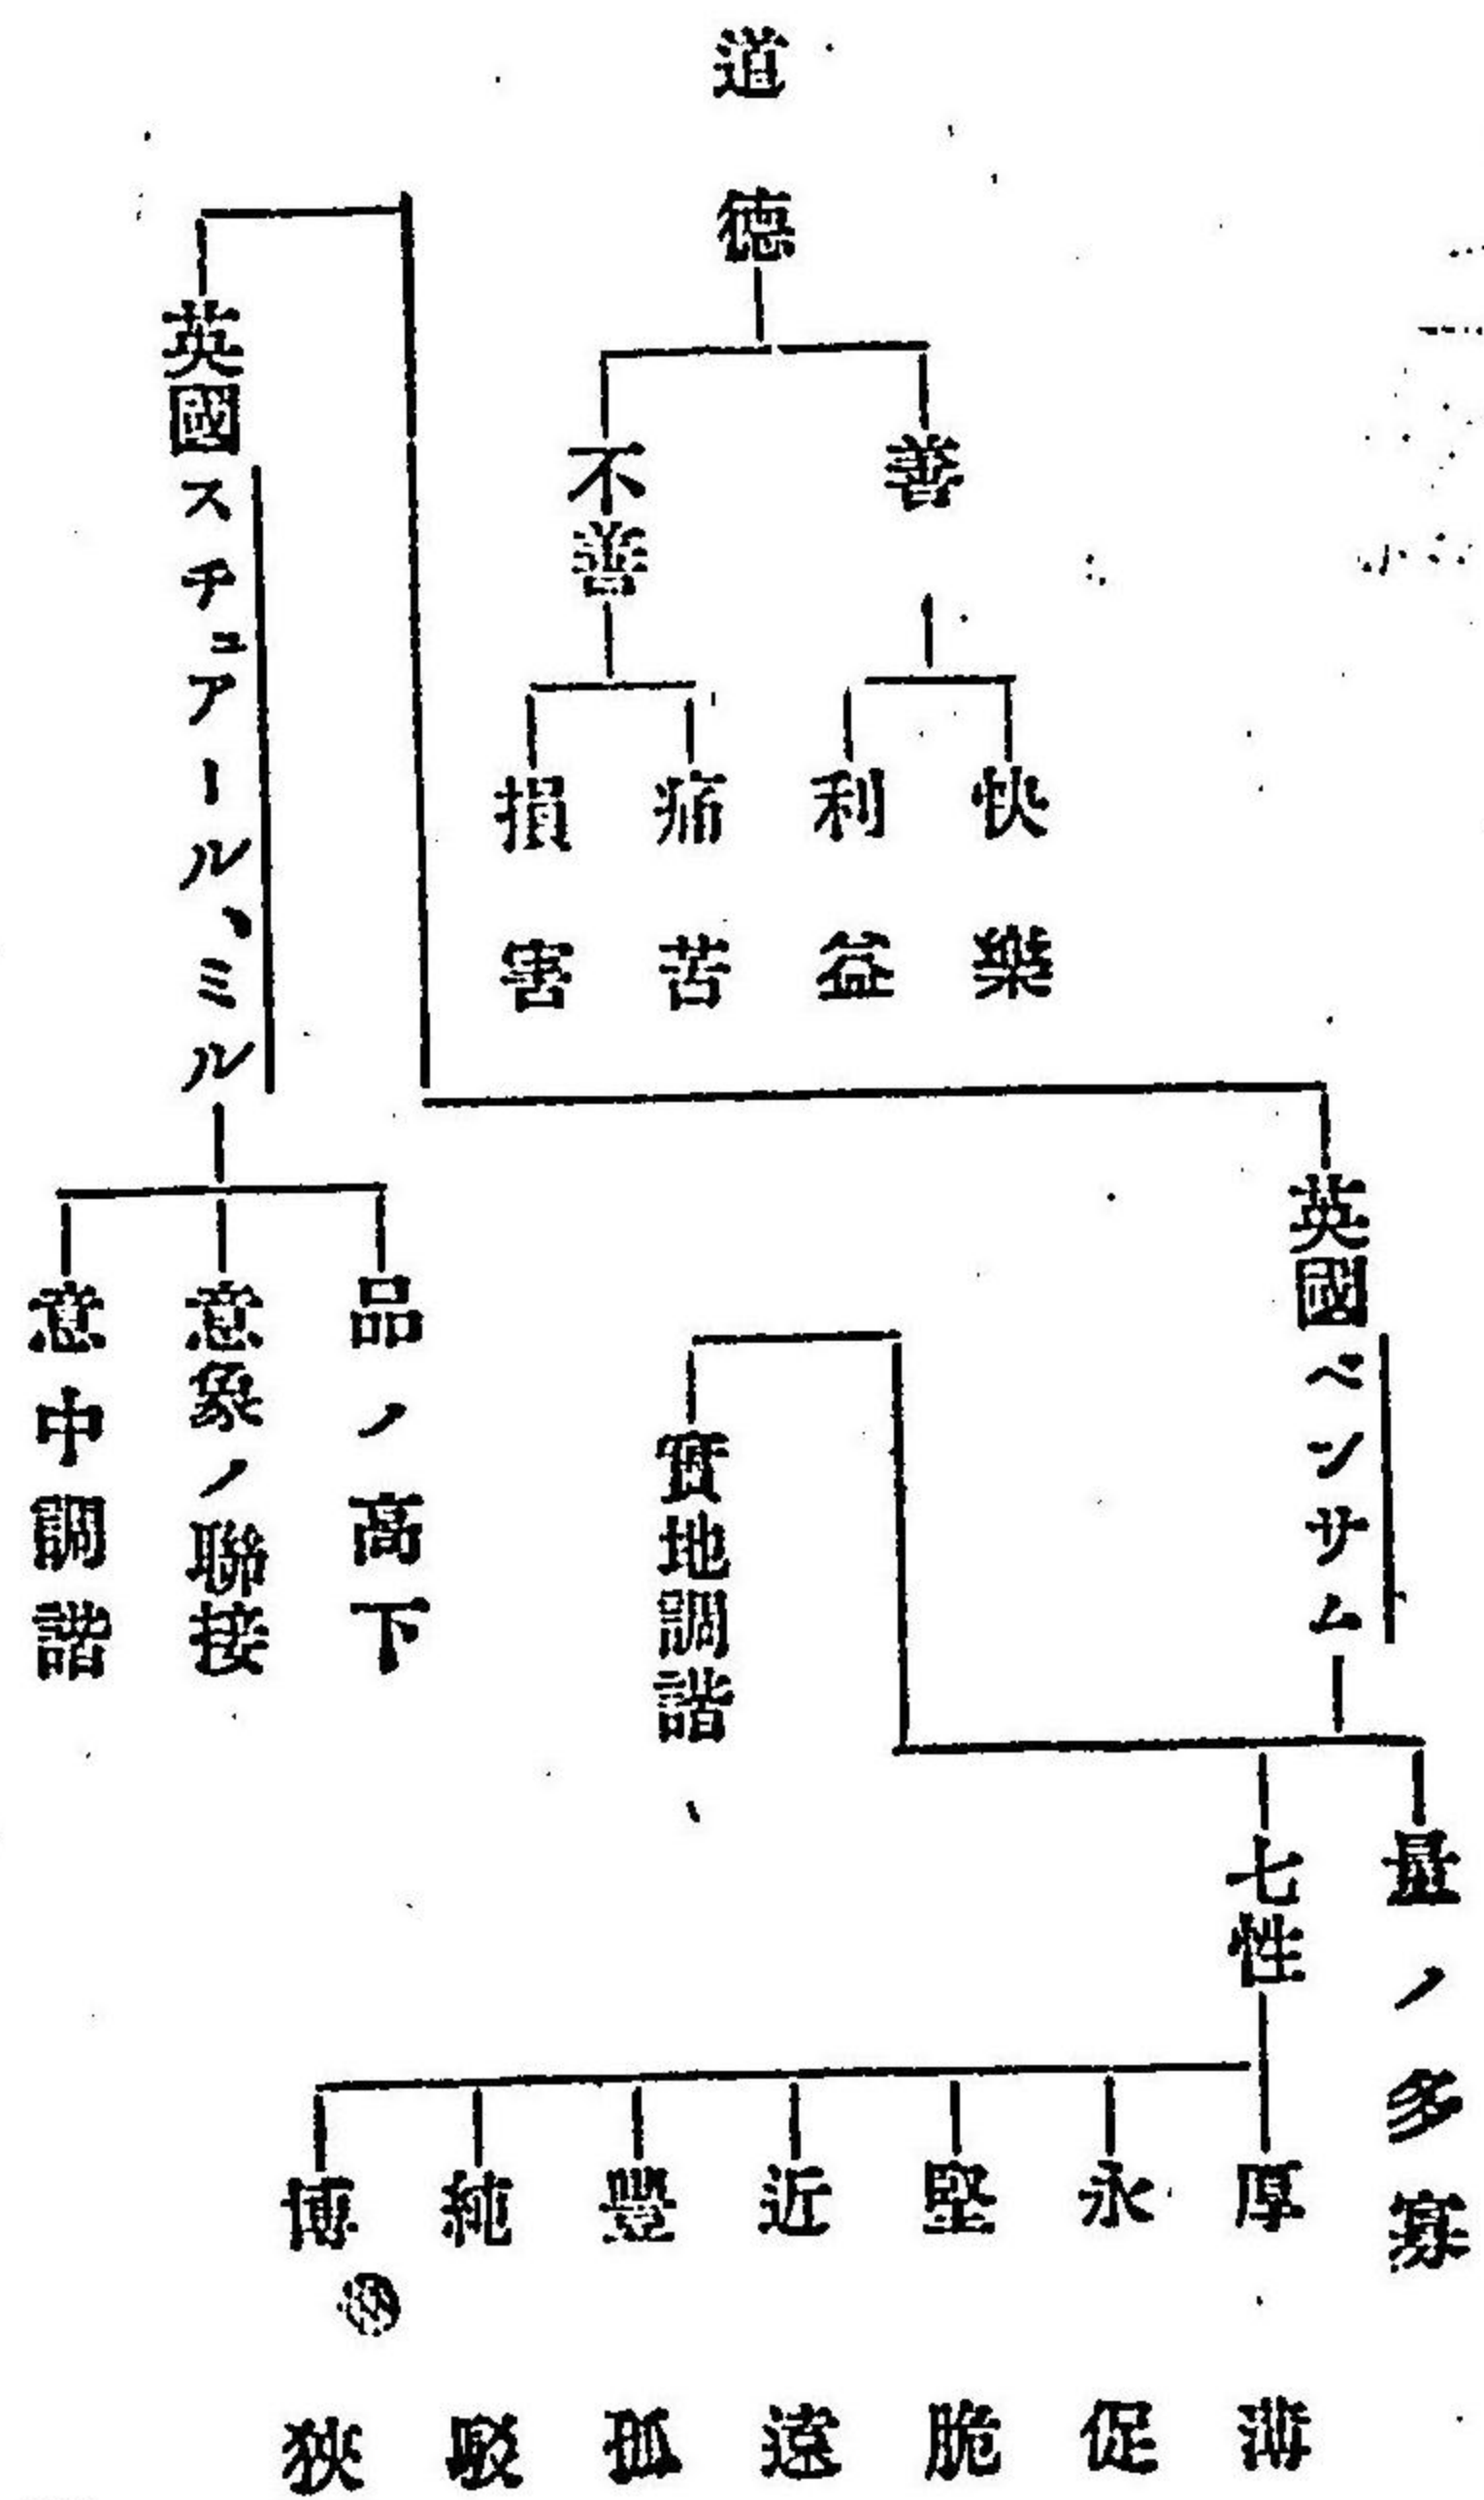 道德
善
快樂
利益
不善
痛苦
損害
英國ベンサム
量ノ多寡
七性
厚薄
永促
堅脆
近遠
豐孤
純駁
博狹
實地調諧
英國スチュアール、ミル
品ノ高下
意象ノ聯接
意中調諧